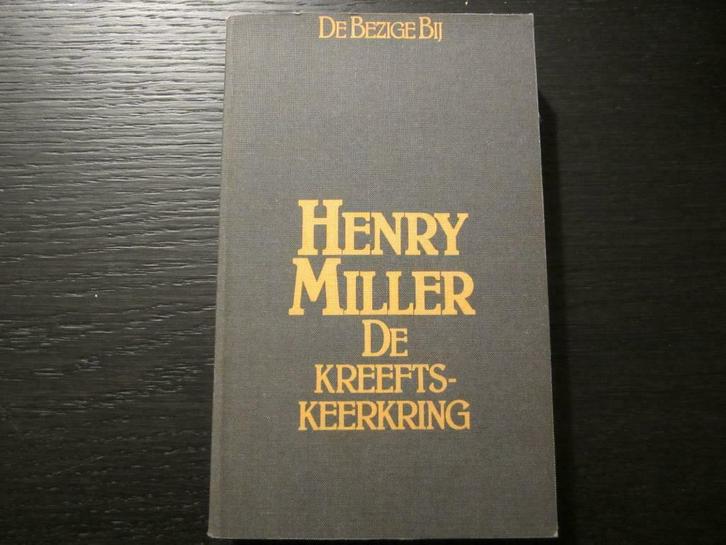 De Bezige Bij
Henry
Miller
De
kreefts-
keerkring